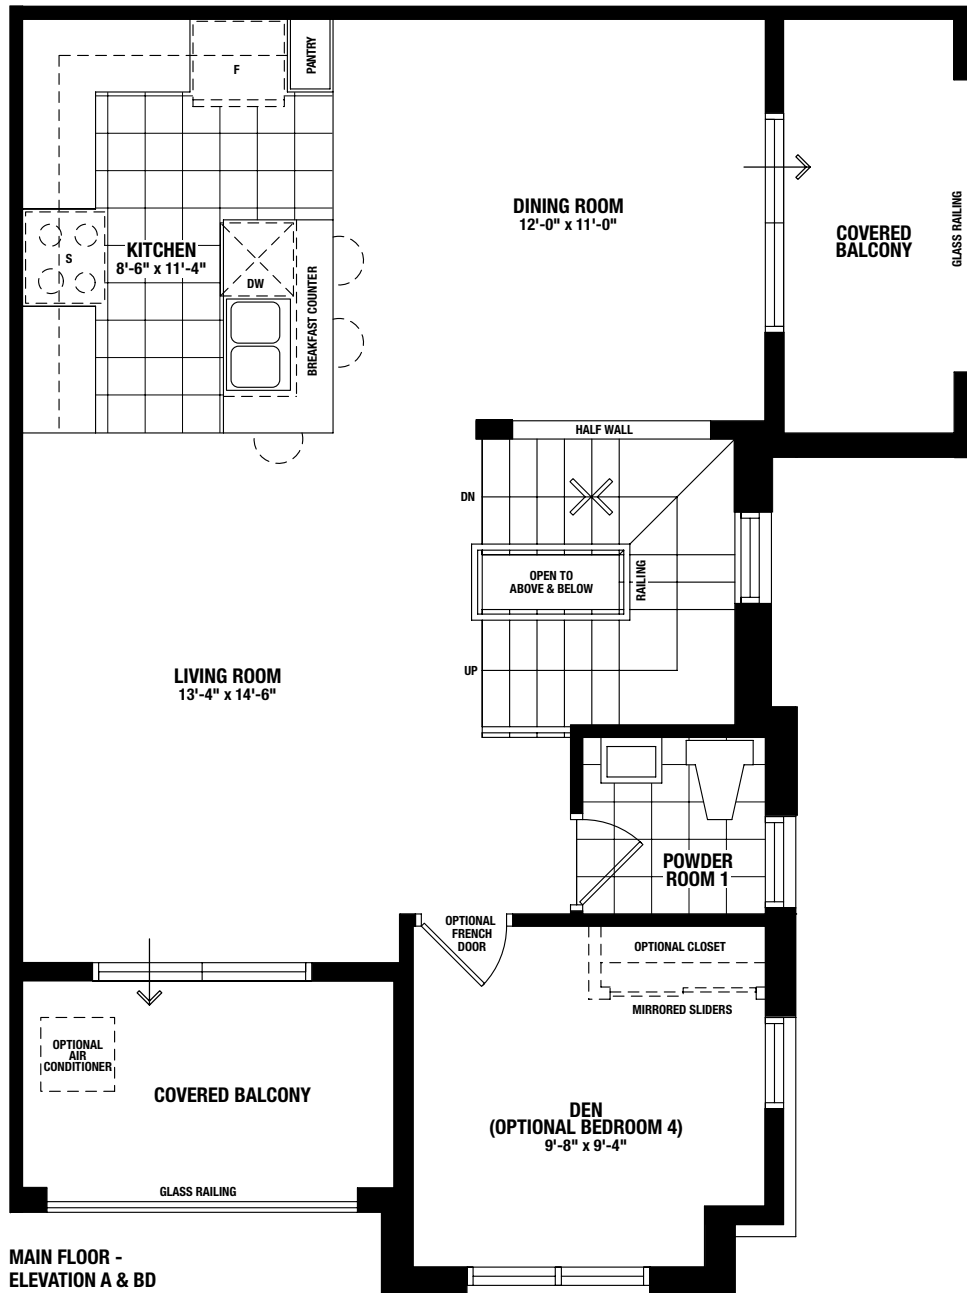 PANTRY
F
DINING ROOM
12'-0" x 11'-0"
COVERED
BALCONY
GLASS RAILING
KITCHEN
8'-6" x 11'-4"
S
DW
BREAKFAST COUNTER
HALF WALL
DN
OPEN TO
ABOVE & BELOW
RAILING
UP
LIVING ROOM
13'-4" x 14'-6"
POWDER
ROOM 1
OPTIONAL
FRENCH
DOOR
OPTIONAL CLOSET
MIRRORED SLIDERS
OPTIONAL
AIR
CONDITIONER
COVERED BALCONY
DEN
(OPTIONAL BEDROOM 4)
9'-8" x 9'-4"
GLASS RAILING
MAIN FLOOR -
ELEVATION A & BD